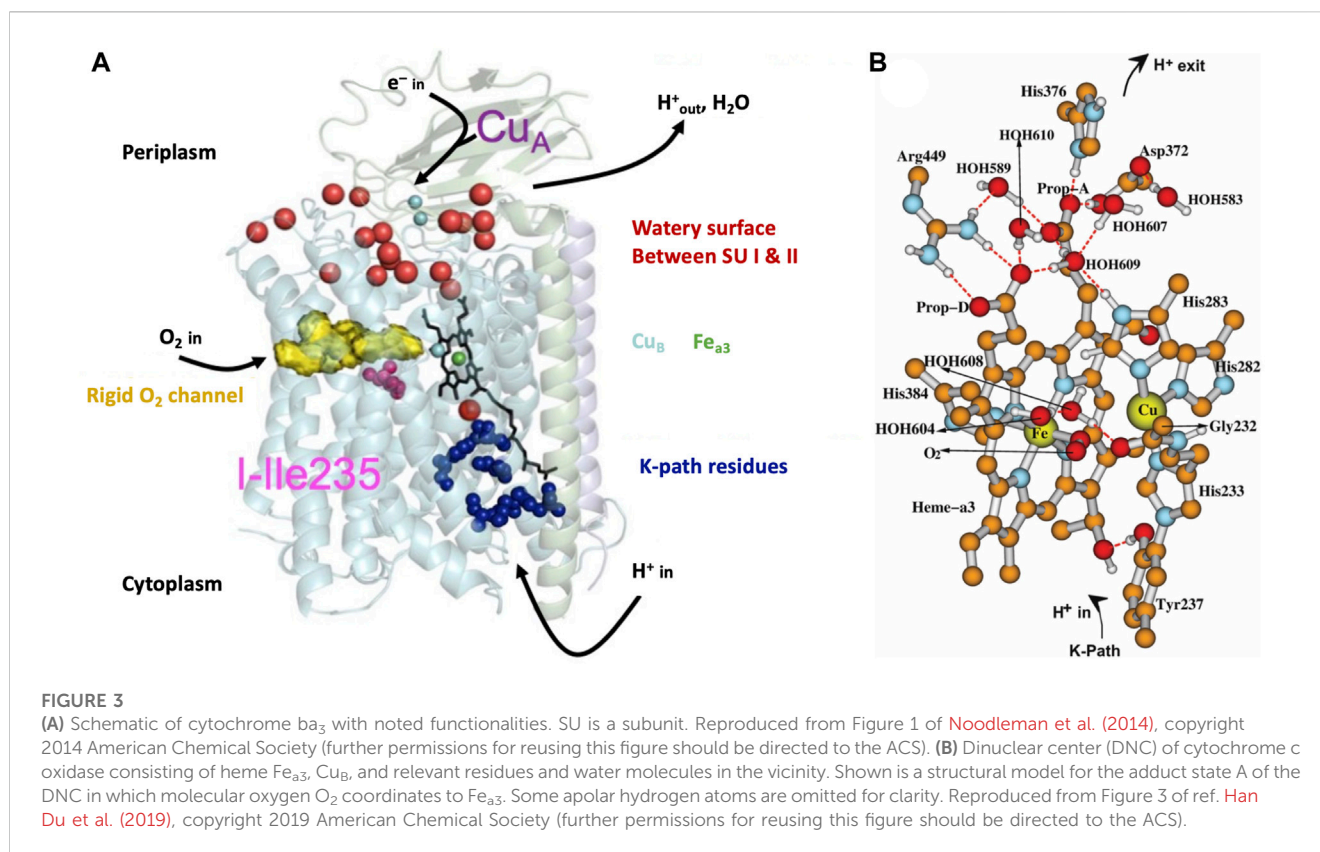 A
e⁻ in
Cu_A
H⁺out, H₂O
Periplasm
Watery surface
Between SU I & II
O₂ in
Cu_B Fe_a3
Rigid O₂ channel
I-Ile235
K-path residues
Cytoplasm
H⁺ in
B
H⁺ exit
His376
HOH610
Arg449
HOH589
Asp372
Prop-A
HOH583
HOH607
HOH609
Prop-D
His283
HOH608
His282
His384
Cu
HOH604
Fe
Gly232
O₂
His233
Heme-a3
Tyr237
H⁺ in
K-Path
FIGURE 3
(A) Schematic of cytochrome ba₃ with noted functionalities. SU is a subunit. Reproduced from Figure 1 of Noodleman et al. (2014), copyright
2014 American Chemical Society (further permissions for reusing this figure should be directed to the ACS). (B) Dinuclear center (DNC) of cytochrome c
oxidase consisting of heme Fe_a3, Cu_B, and relevant residues and water molecules in the vicinity. Shown is a structural model for the adduct state A of the
DNC in which molecular oxygen O₂ coordinates to Fe_a3. Some apolar hydrogen atoms are omitted for clarity. Reproduced from Figure 3 of ref. Han
Du et al. (2019), copyright 2019 American Chemical Society (further permissions for reusing this figure should be directed to the ACS).